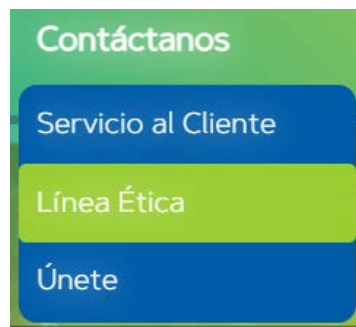 Contáctanos
Servicio al Cliente
Línea Ética
Únete